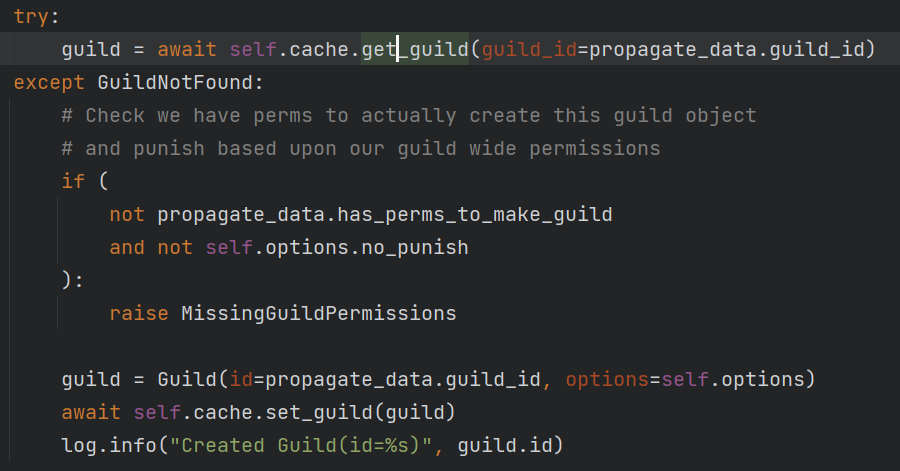 try:
    guild = await self.cache.get_guild(guild_id=propagate_data.guild_id)
except GuildNotFound:
    # Check we have perms to actually create this guild object
    # and punish based upon our guild wide permissions
    if (
        not propagate_data.has_perms_to_make_guild
        and not self.options.no_punish
    ):
        raise MissingGuildPermissions

    guild = Guild(id=propagate_data.guild_id, options=self.options)
    await self.cache.set_guild(guild)
    log.info("Created Guild(id=%s)", guild.id)